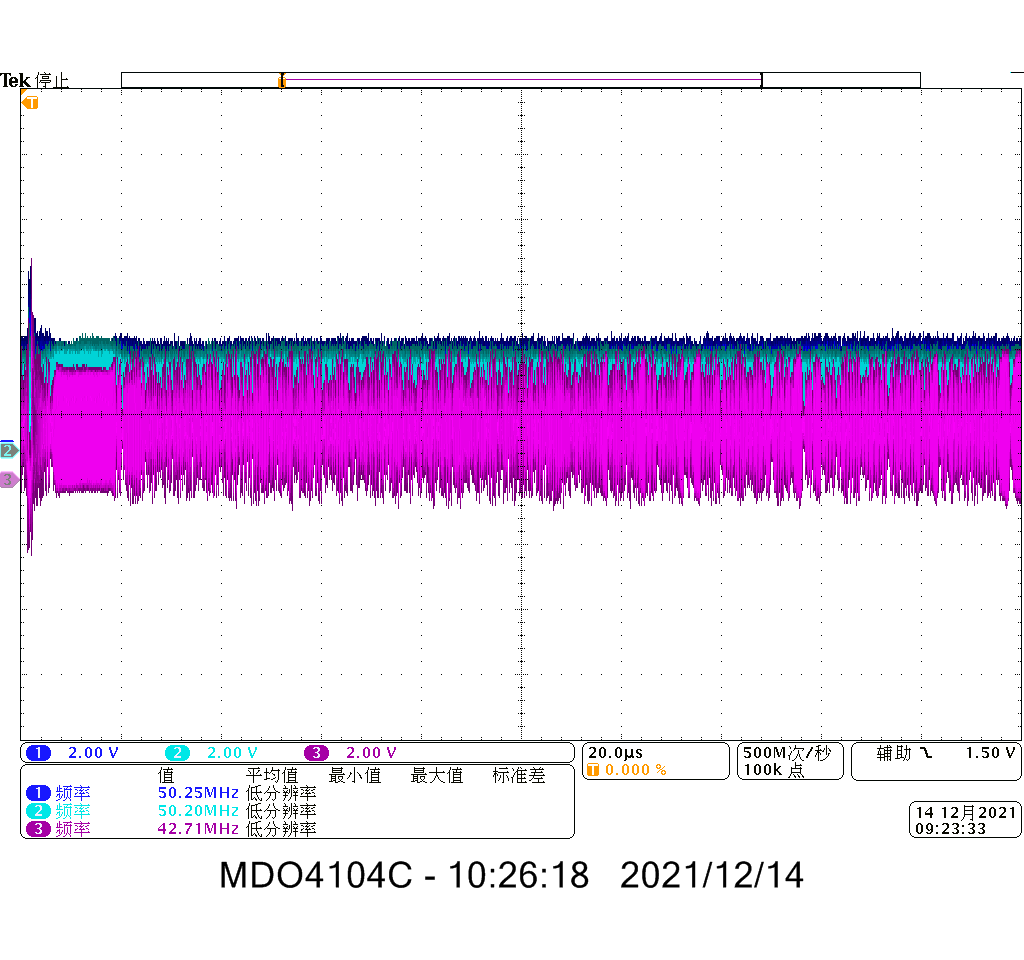 Tek 停止
T
2
3
1 2.00 V 2 2.00 V 3 2.00 V
20.0µs
T 0.000 %
500M次/秒
100k 点
辅助 1.50 V
值 平均值 最小值 最大值 标准差
1 频率 50.25MHz 低分辨率
2 频率 50.20MHz 低分辨率
3 频率 42.71MHz 低分辨率
14 12月2021
09:23:33
MDO4104C - 10:26:18 2021/12/14